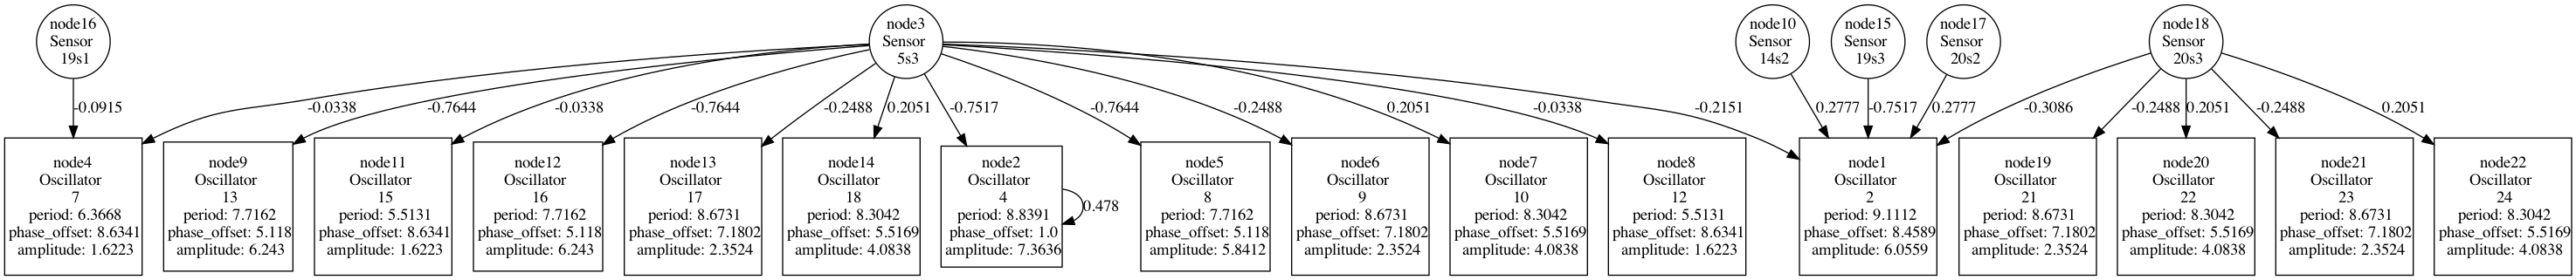 node16
Sensor
19s1
node3
Sensor
5s3
node10
Sensor
14s2
node15
Sensor
19s3
node17
Sensor
20s2
node18
Sensor
20s3
-0.0915
-0.0338
-0.7644
-0.0338
-0.7644
-0.2488
0.2051
-0.7517
-0.7644
-0.2488
0.2051
-0.0338
-0.2151
0.2777
-0.7517
0.2777
-0.3086
-0.2488
0.2051
-0.2488
0.2051
node4
Oscillator
7
period: 6.3668
phase_offset: 8.6341
amplitude: 1.6223
node9
Oscillator
13
period: 7.7162
phase_offset: 5.118
amplitude: 6.243
node11
Oscillator
15
period: 5.5131
phase_offset: 8.6341
amplitude: 1.6223
node12
Oscillator
16
period: 7.7162
phase_offset: 5.118
amplitude: 6.243
node13
Oscillator
17
period: 8.6731
phase_offset: 7.1802
amplitude: 2.3524
node14
Oscillator
18
period: 8.3042
phase_offset: 5.5169
amplitude: 4.0838
node2
Oscillator
4
period: 8.8391
phase_offset: 1.0
amplitude: 7.3636
0.478
node5
Oscillator
8
period: 7.7162
phase_offset: 5.118
amplitude: 5.8412
node6
Oscillator
9
period: 8.6731
phase_offset: 7.1802
amplitude: 2.3524
node7
Oscillator
10
period: 8.3042
phase_offset: 5.5169
amplitude: 4.0838
node8
Oscillator
12
period: 5.5131
phase_offset: 8.6341
amplitude: 1.6223
node1
Oscillator
2
period: 9.1112
phase_offset: 8.4589
amplitude: 6.0559
node19
Oscillator
21
period: 8.6731
phase_offset: 7.1802
amplitude: 2.3524
node20
Oscillator
22
period: 8.3042
phase_offset: 5.5169
amplitude: 4.0838
node21
Oscillator
23
period: 8.6731
phase_offset: 7.1802
amplitude: 2.3524
node22
Oscillator
24
period: 8.3042
phase_offset: 5.5169
amplitude: 4.0838